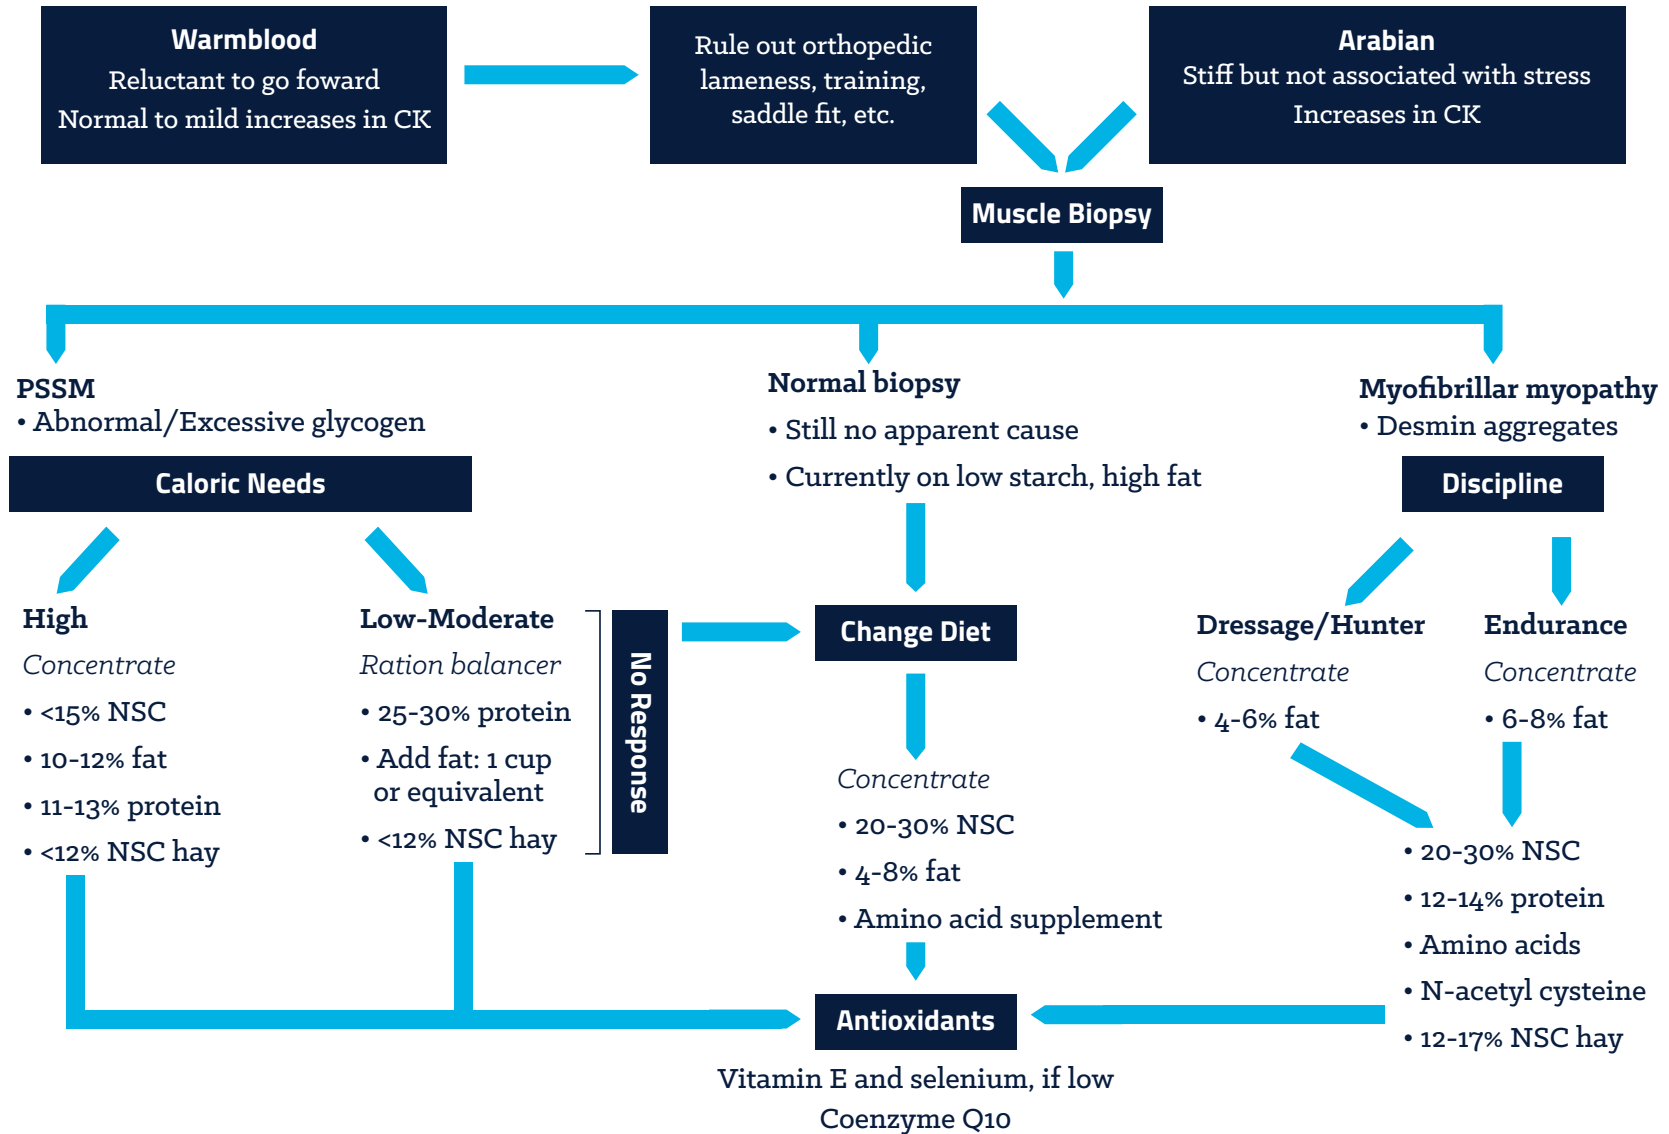 Warmblood
Reluctant to go foward
Normal to mild increases in CK
Rule out orthopedic
lameness, training,
saddle fit, etc.
Arabian
Stiff but not associated with stress
Increases in CK
Muscle Biopsy
PSSM
• Abnormal/Excessive glycogen
Caloric Needs
High
Concentrate
• <15% NSC
• 10-12% fat
• 11-13% protein
• <12% NSC hay
Low-Moderate
Ration balancer
• 25-30% protein
• Add fat: 1 cup
or equivalent
• <12% NSC hay
No Response
Normal biopsy
• Still no apparent cause
• Currently on low starch, high fat
Change Diet
Concentrate
• 20-30% NSC
• 4-8% fat
• Amino acid supplement
Myofibrillar myopathy
• Desmin aggregates
Discipline
Dressage/Hunter
Concentrate
• 4-6% fat
Endurance
Concentrate
• 6-8% fat
• 20-30% NSC
• 12-14% protein
• Amino acids
• N-acetyl cysteine
• 12-17% NSC hay
Antioxidants
Vitamin E and selenium, if low
Coenzyme Q10